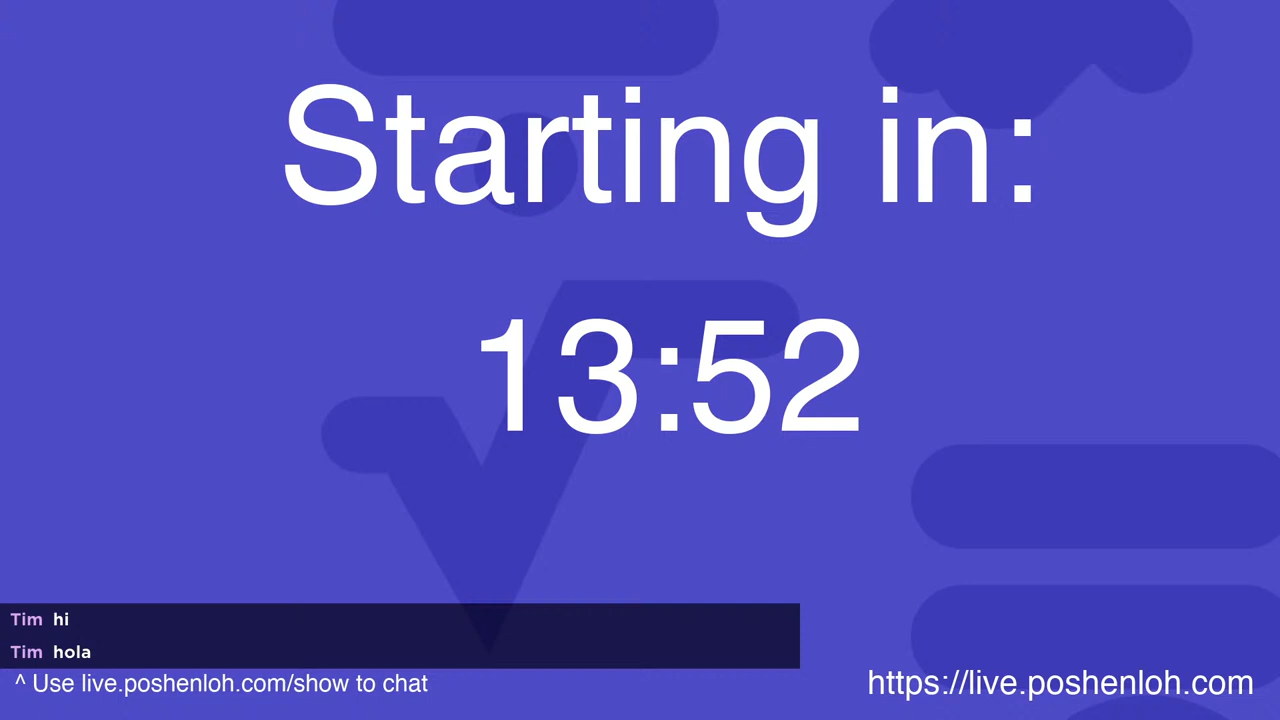 Starting in:
13:52
Tim hi
Tim hola
^ Use live.poshenloh.com/show to chat
https://live.poshenloh.com